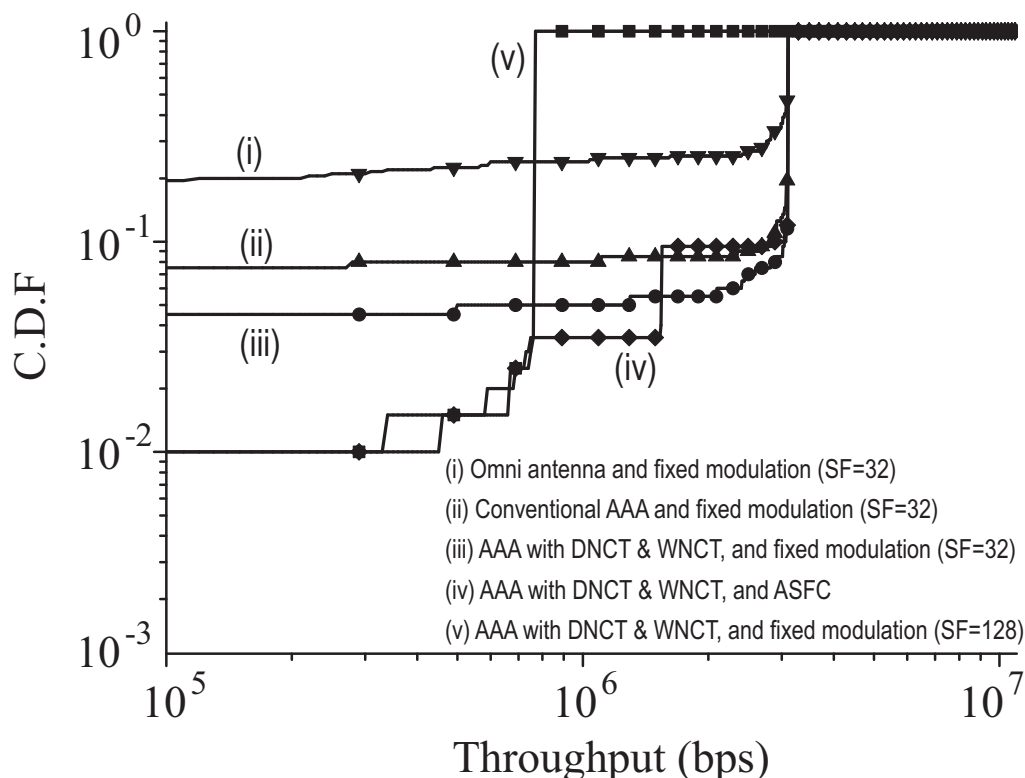 10^0
(v)
(i)
(ii)
10^-1
C.D.F
(iii)
(iv)
10^-2
(i) Omni antenna and fixed modulation (SF=32)
(ii) Conventional AAA and fixed modulation (SF=32)
(iii) AAA with DNCT & WNCT, and fixed modulation (SF=32)
(iv) AAA with DNCT & WNCT, and ASFC
(v) AAA with DNCT & WNCT, and fixed modulation (SF=128)
10^-3
10^5 10^6 10^7
Throughput (bps)